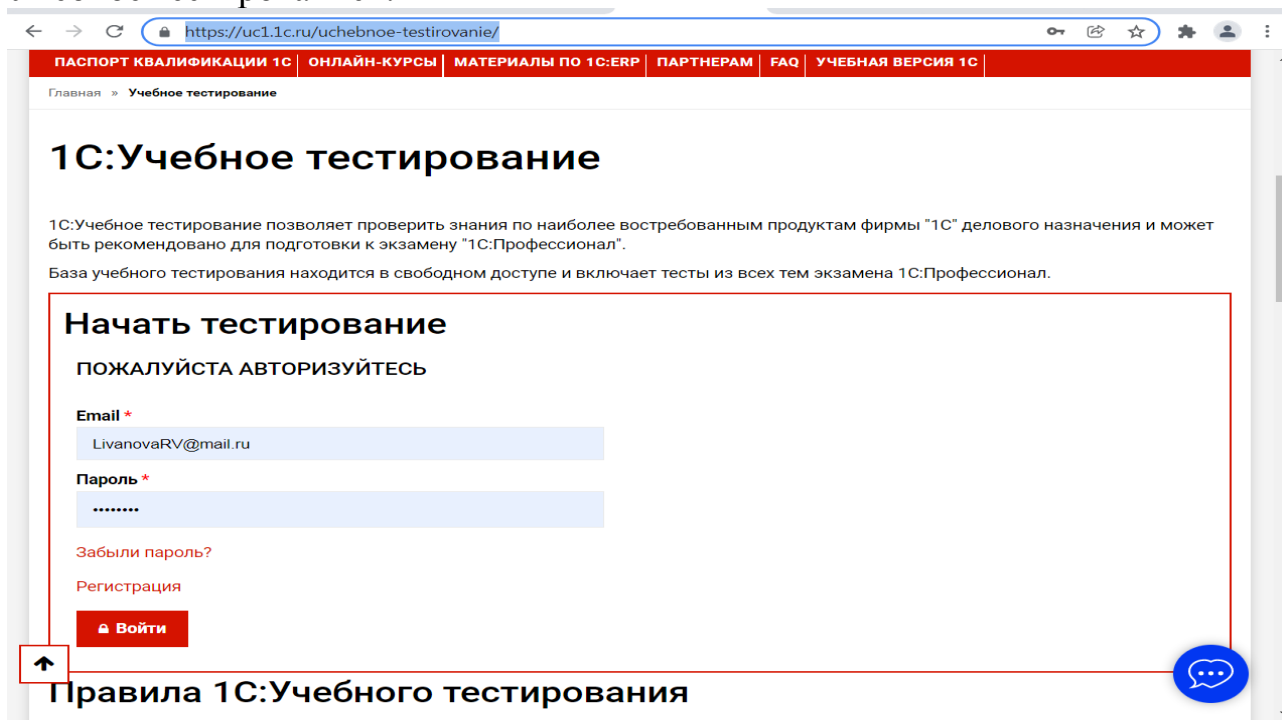 https://uc1.1c.ru/uchebnoe-testirovanie/
ПАСПОРТ КВАЛИФИКАЦИИ 1С ОНЛАЙН-КУРСЫ МАТЕРИАЛЫ ПО 1С:ERP ПАРТНЕРАМ FAQ УЧЕБНАЯ ВЕРСИЯ 1С
Главная » Учебное тестирование
1С:Учебное тестирование
1С:Учебное тестирование позволяет проверить знания по наиболее востребованным продуктам фирмы "1С" делового назначения и может
быть рекомендовано для подготовки к экзамену "1С:Профессионал".
База учебного тестирования находится в свободном доступе и включает тесты из всех тем экзамена 1С:Профессионал.
Начать тестирование
ПОЖАЛУЙСТА АВТОРИЗУЙТЕСЬ
Email *
LivanovaRV@mail.ru
Пароль *
••••••••
Забыли пароль?
Регистрация
Войти
Правила 1С:Учебного тестирования